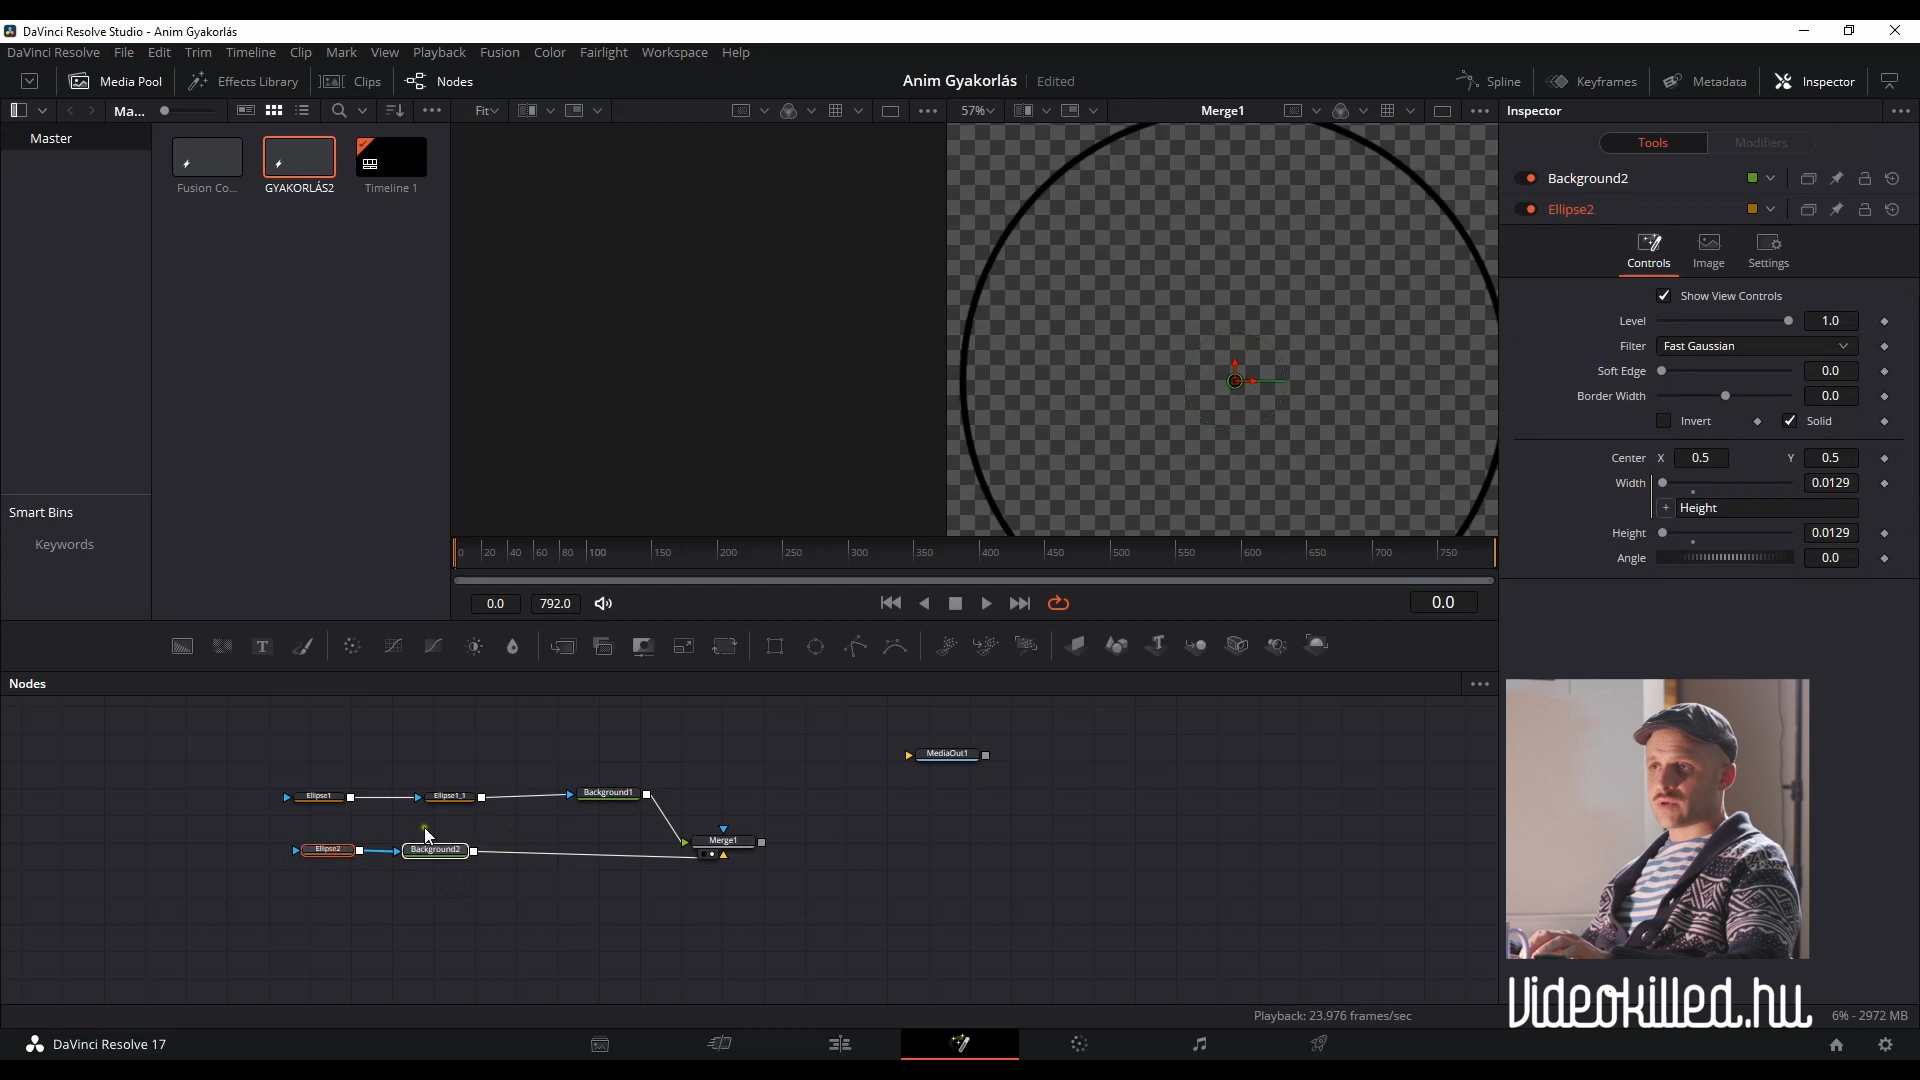 DaVinci Resolve Studio - Anim Gyakorlás
DaVinci Resolve File Edit Trim Timeline Clip Mark View Playback Fusion Color Fairlight Workspace Help
Media Pool Effects Library Clips Nodes Anim Gyakorlás Edited Spline Keyframes Metadata Inspector
Ma... Fit 57% Merge1 Inspector
Master
Fusion Co... GYAKORLÁS2 Timeline 1
Tools Modifiers
Background2
Ellipse2
Controls Image Settings
Show View Controls
Level 1.0
Filter Fast Gaussian
Soft Edge 0.0
Border Width 0.0
Invert Solid
Center X 0.5 Y 0.5
Width 0.0129
+ Height
Height 0.0129
Angle 0.0
Smart Bins
Keywords
0 20 40 60 80 100 150 200 250 300 350 400 450 500 550 600 650 700 750
0.0 792.0 0.0
T
Nodes
MediaOut1
Ellipse1 Ellipse1_1 Background1
Merge1
Ellipse2 Background2
Videokilled.hu
Playback: 23.976 frames/sec 6% - 2972 MB
DaVinci Resolve 17